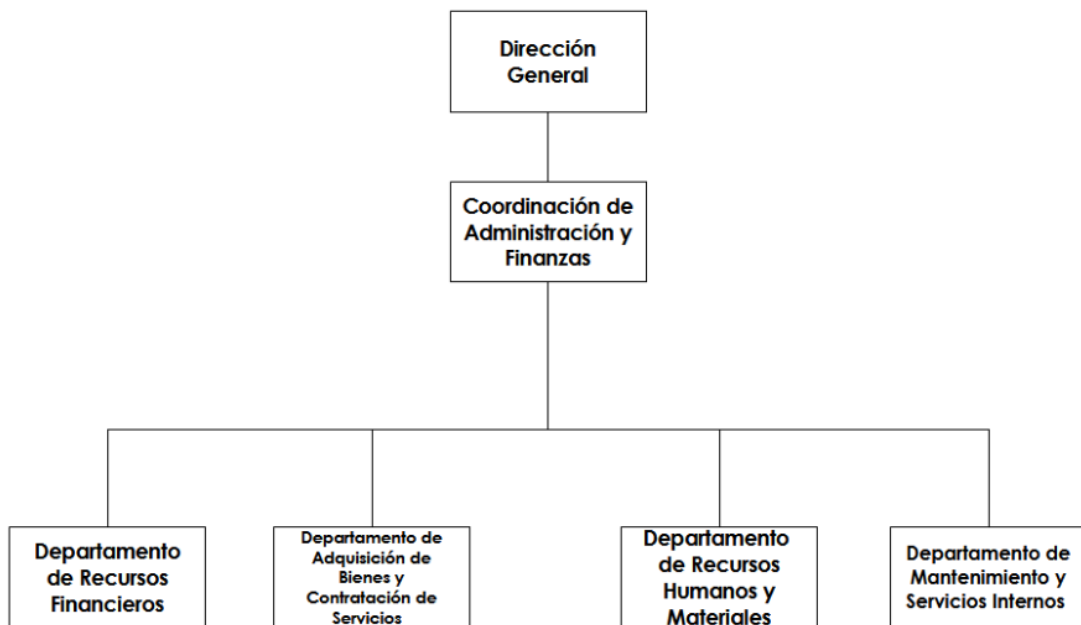 Dirección
General
Coordinación de
Administración y
Finanzas
Departamento
de Recursos
Financieros
Departamento de
Adquisición de
Bienes y
Contratación de
Servicios
Departamento
de Recursos
Humanos y
Materiales
Departamento de
Mantenimiento y
Servicios Internos